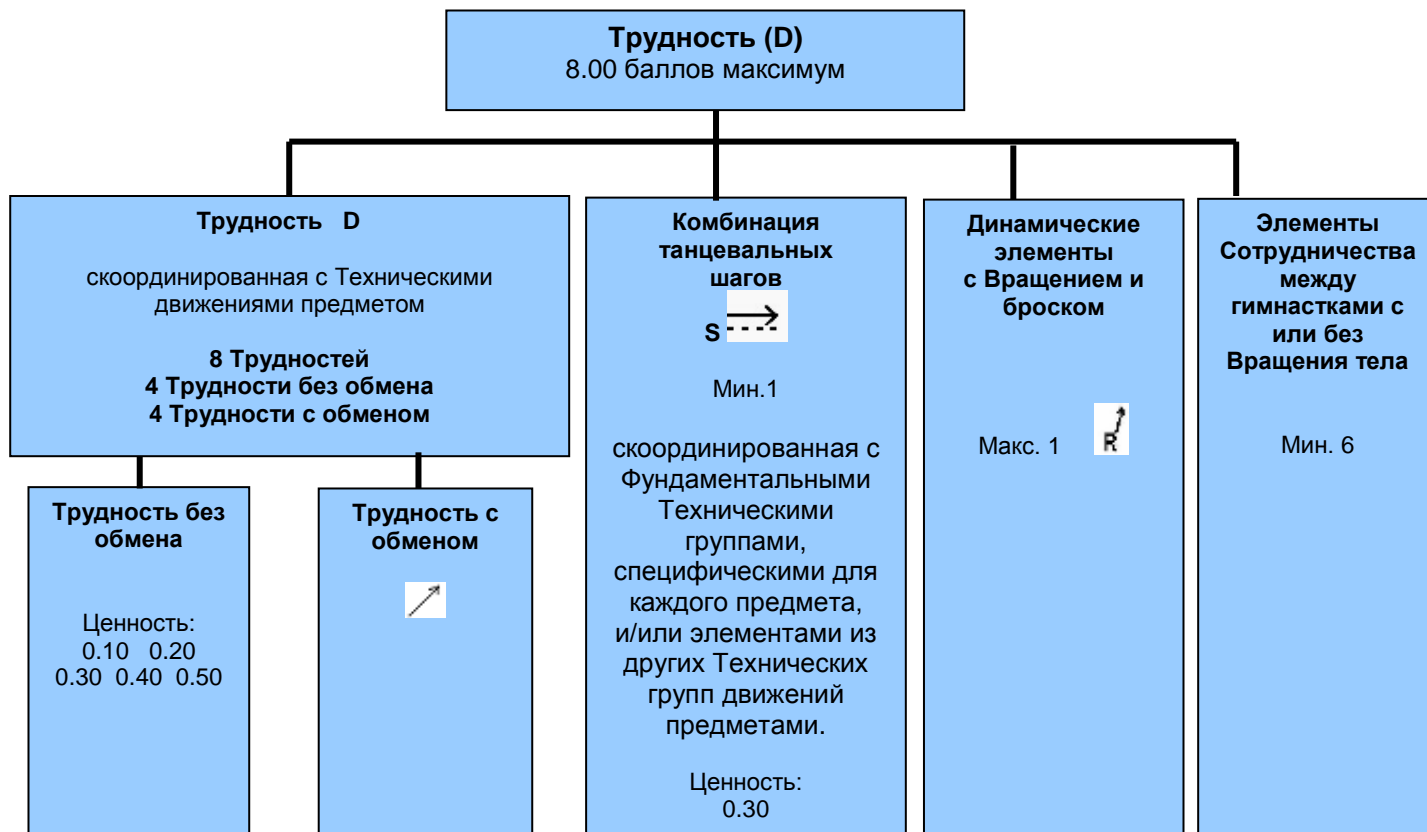 Трудность (D)
8.00 баллов максимум
Трудность D
скоординированная с Техническими
движениями предметом
8 Трудностей
4 Трудности без обмена
4 Трудности с обменом
Трудность без
обмена
Ценность:
0.10 0.20
0.30 0.40 0.50
Трудность с
обменом
Комбинация
танцевальных
шагов
S
Мин.1
скоординированная с
Фундаментальными
Техническими
группами,
специфическими для
каждого предмета,
и/или элементами из
других Технических
групп движений
предметами.
Ценность:
0.30
Динамические
элементы
с Вращением и
броском
Макс. 1 R
Элементы
Сотрудничества
между
гимнастками с
или без
Вращения тела
Мин. 6